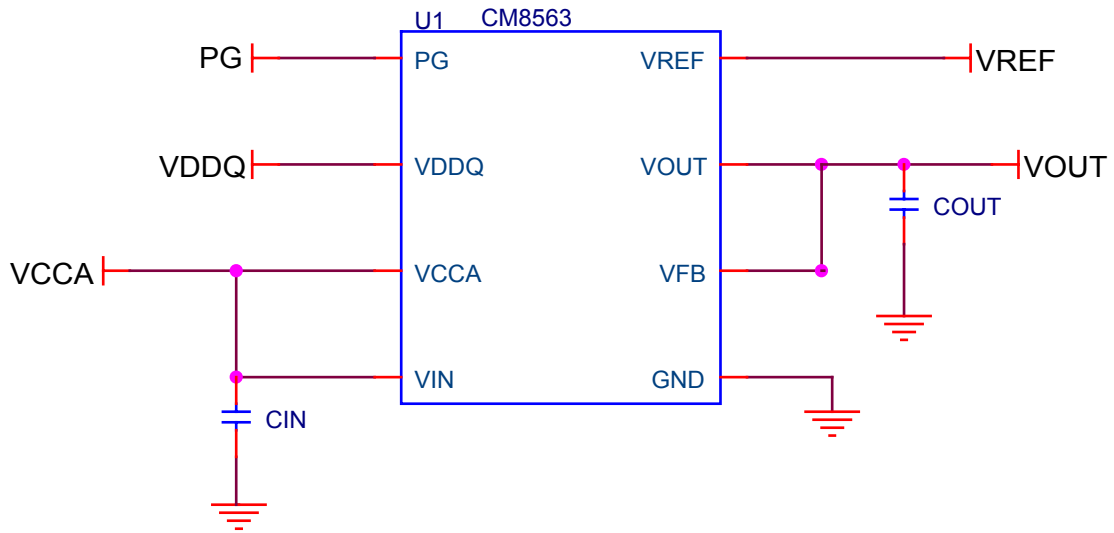 U1 CM8563
PG PG VREF VREF
VDDQ VDDQ VOUT VOUT
COUT
VCCA VCCA VFB
VIN GND
CIN